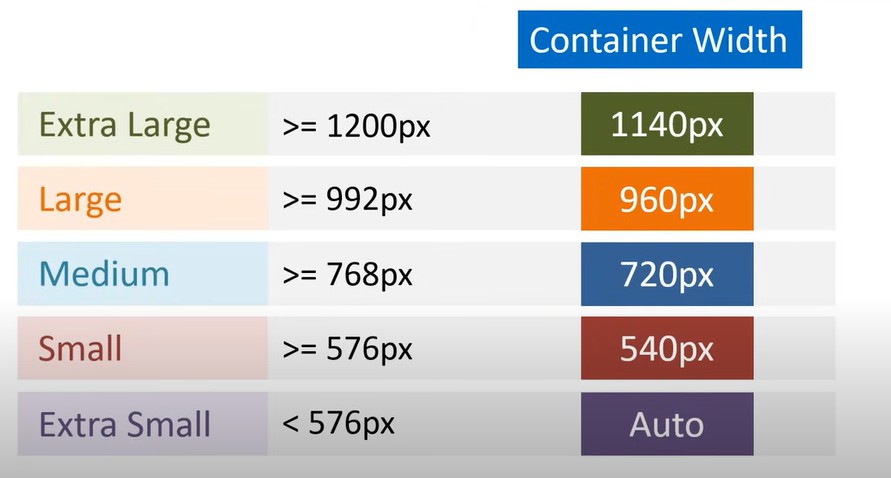 Container Width
Extra Large >= 1200px 1140px
Large >= 992px 960px
Medium >= 768px 720px
Small >= 576px 540px
Extra Small < 576px Auto